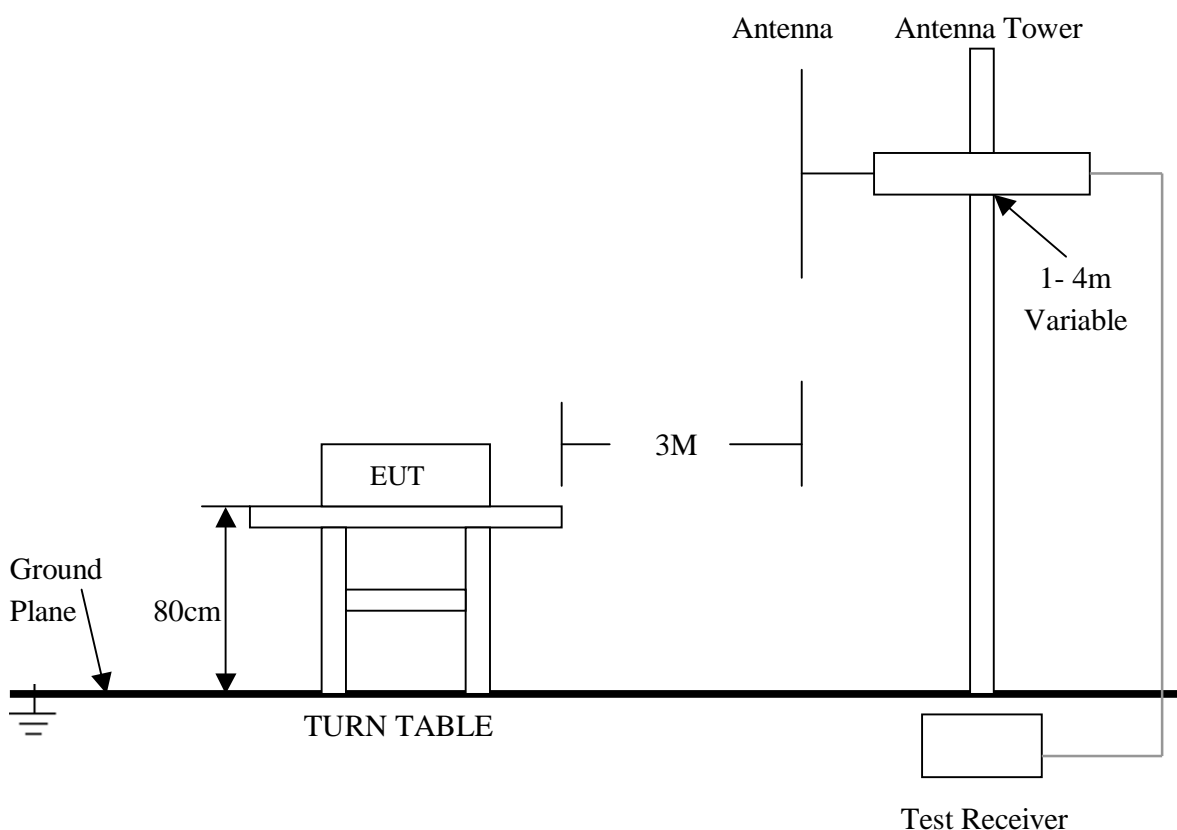 Antenna
Antenna Tower
1- 4m
Variable
3M
EUT
Ground
Plane
80cm
TURN TABLE
Test Receiver